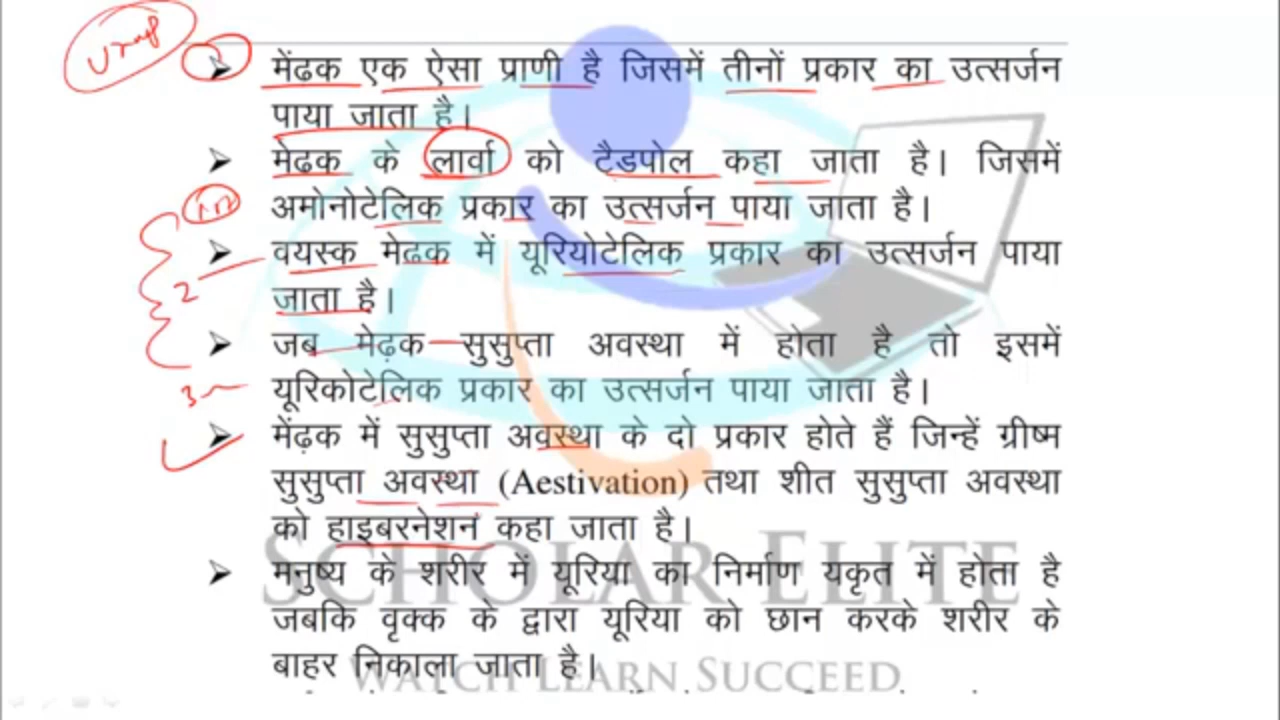 मेंढक एक ऐसा प्राणी है जिसमें तीनों प्रकार का उत्सर्जन
पाया जाता है।
मेढक के लार्वा को टैडपोल कहा जाता है। जिसमें
अमोनोटेलिक प्रकार का उत्सर्जन पाया जाता है।
वयस्क मेढक में यूरियोटेलिक प्रकार का उत्सर्जन पाया
2
जाता है।
जब मेढ़क सुसुप्ता अवस्था में होता है तो इसमें
3
यूरिकोटेलिक प्रकार का उत्सर्जन पाया जाता है।
मेंढ़क में सुसुप्ता अवस्था के दो प्रकार होते हैं जिन्हें ग्रीष्म
सुसुप्ता अवस्था (Aestivation) तथा शीत सुसुप्ता अवस्था
को हाइबरनेशन कहा जाता है।
SCHOLAR ELITE
मनुष्य के शरीर में यूरिया का निर्माण यकृत में होता है
जबकि वृक्क के द्वारा यूरिया को छान करके शरीर के
बाहर निकाला जाता है।
WATCH LEARN SUCCEED